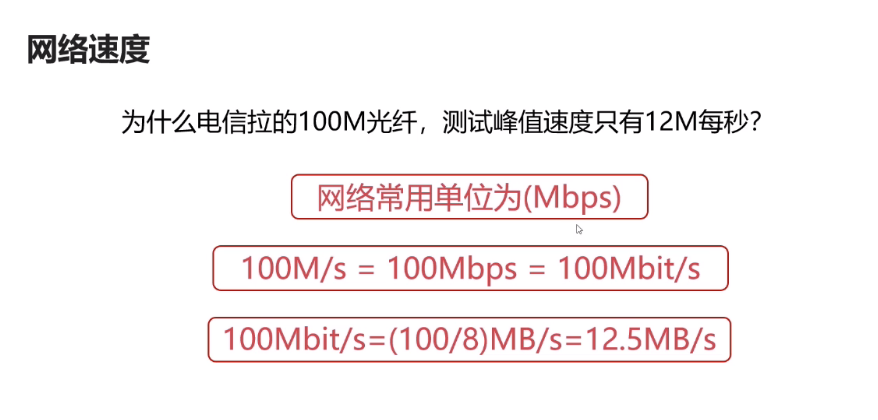 网络速度
为什么电信拉的100M光纤，测试峰值速度只有12M每秒？
网络常用单位为(Mbps)
100M/s = 100Mbps = 100Mbit/s
100Mbit/s=(100/8)MB/s=12.5MB/s